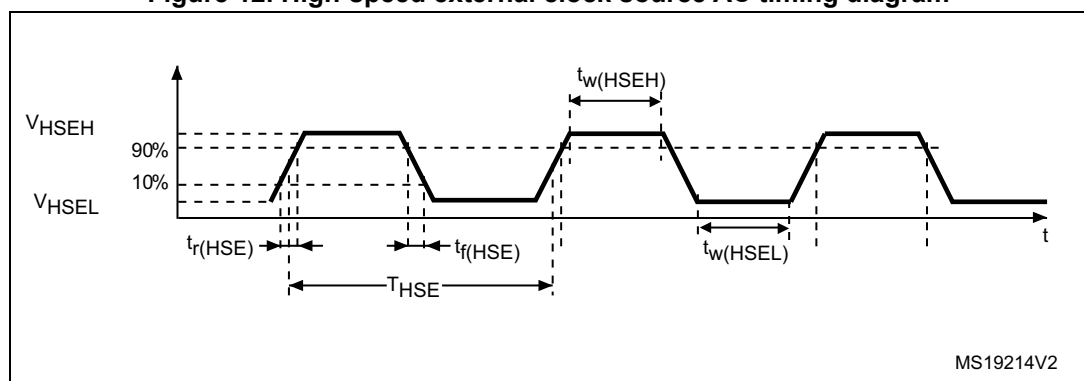 Figure 12. High-speed external clock source AC timing diagram
tw(HSEH)
VHSEH
90%
10%
VHSEL
tr(HSE)
tf(HSE)
tw(HSEL)
t
THSE
MS19214V2